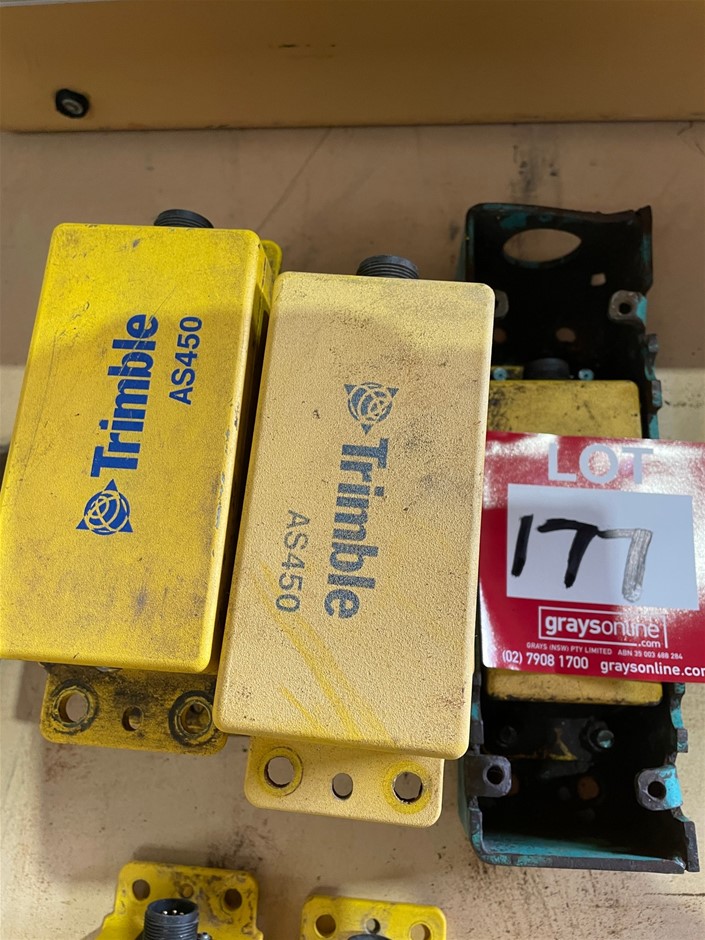 Trimble
AS450
Trimble
AS450
LOT
177
graysonline
.com
GRAYS (NSW) PTY LIMITED ABN 35 003 688 284
(02) 7908 1700 graysonline.com